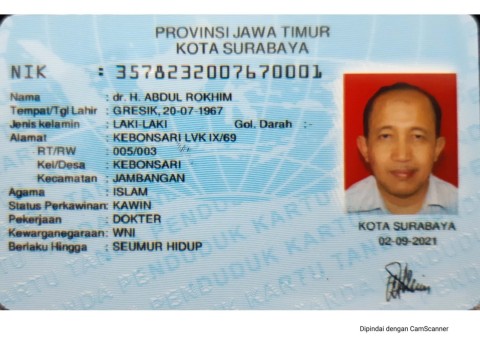 PROVINSI JAWA TIMUR
KOTA SURABAYA
NIK : 3578232007670001
Nama : dr. H. ABDUL ROKHIM
Tempat/Tgl Lahir : GRESIK, 20-07-1967
Jenis kelamin : LAKI-LAKI Gol. Darah :-
Alamat : KEBONSARI LVK IX/69
RT/RW : 005/003
Kel/Desa : KEBONSARI
Kecamatan : JAMBANGAN
Agama : ISLAM
Status Perkawinan: KAWIN
Pekerjaan : DOKTER
Kewarganegaraan: WNI
Berlaku Hingga : SEUMUR HIDUP
KOTA SURABAYA
02-09-2021
Dipindai dengan CamScanner